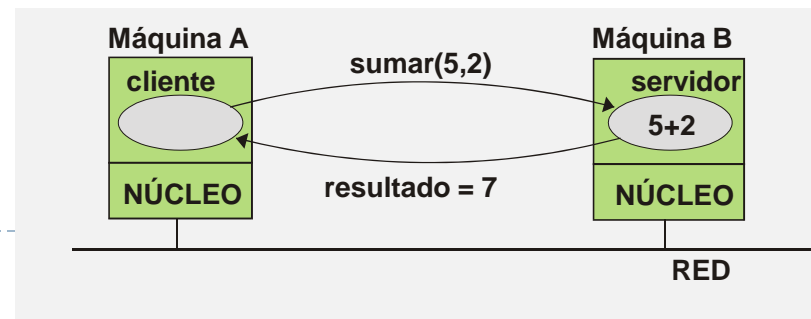 Máquina A
Máquina B
cliente
sumar(5,2)
servidor
5+2
resultado = 7
NÚCLEO
NÚCLEO
RED